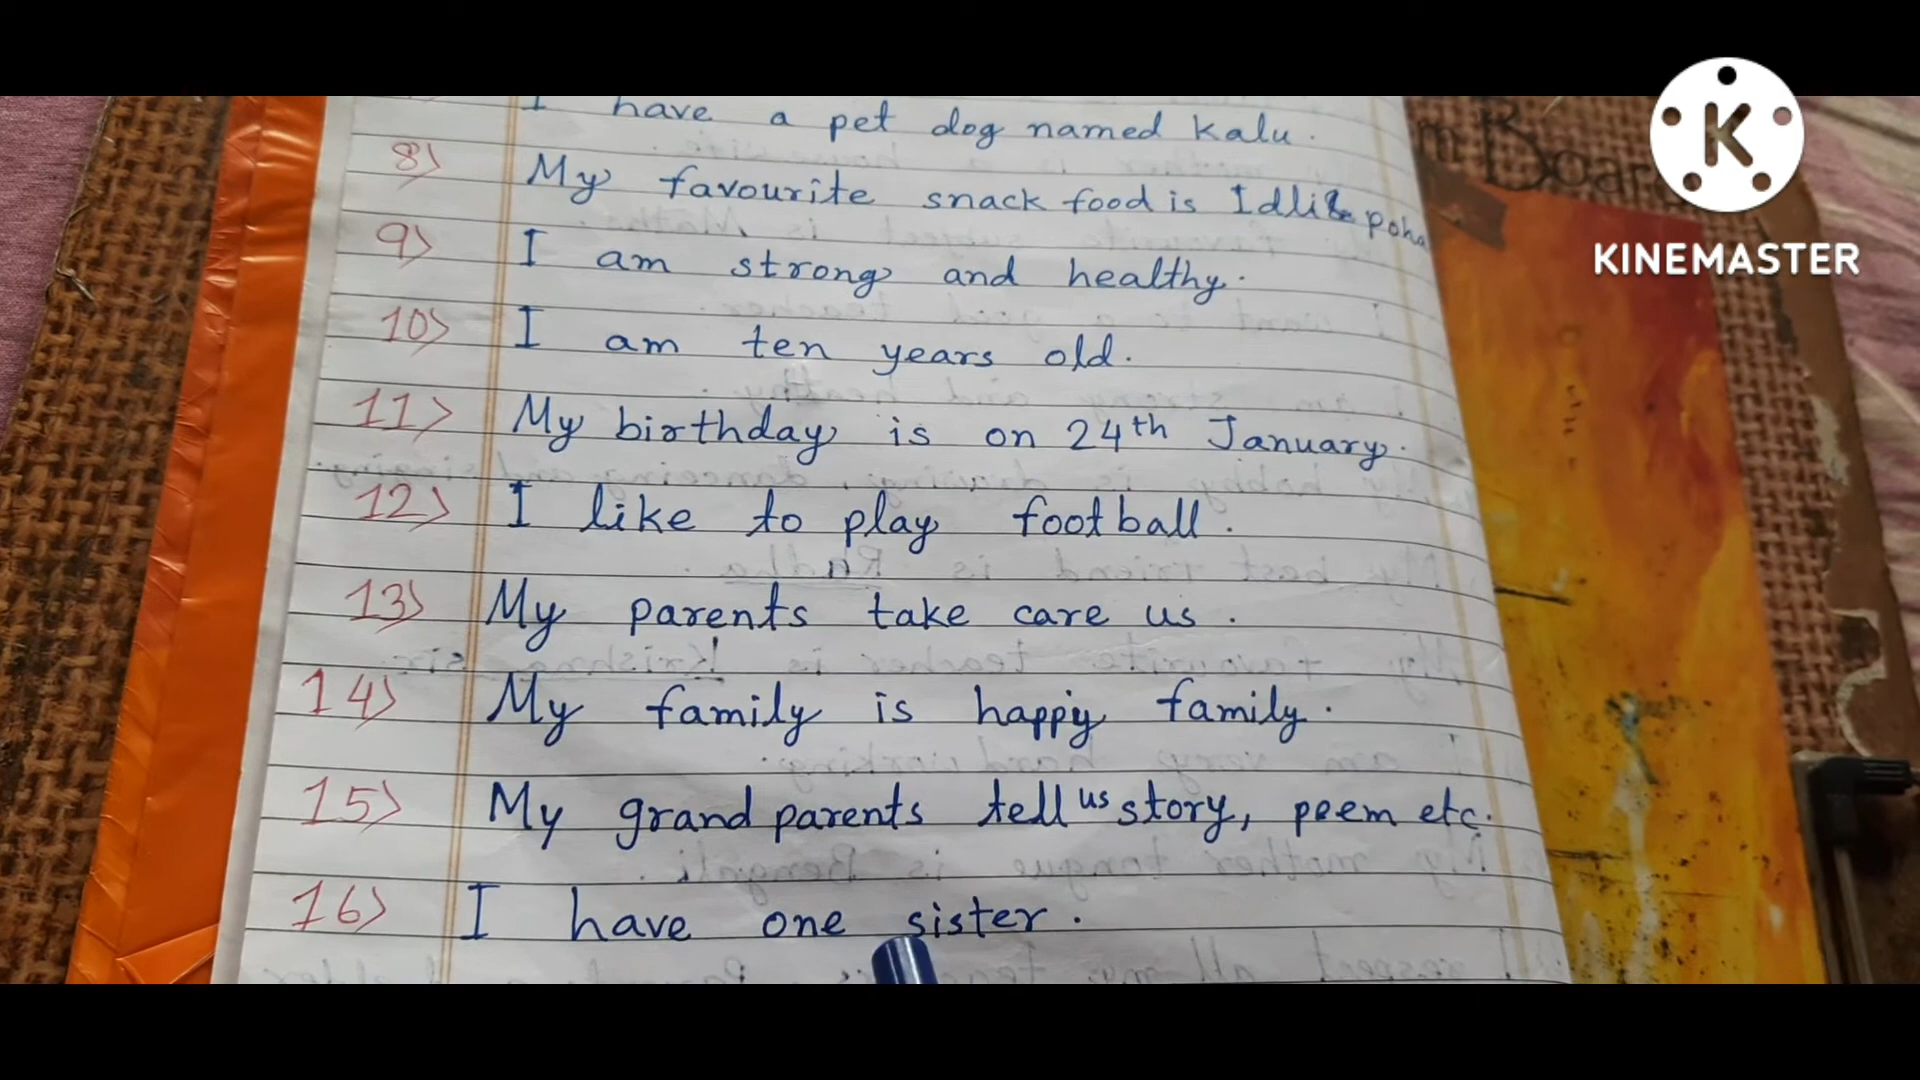 I have a pet dog named Kalu.
8) My favourite snack food is Idli & poha
9) I am strong and healthy.
10) I am ten years old.
11) My birthday is on 24th January.
12) I like to play football.
13) My parents take care us.
14) My family is happy family.
15) My grand parents tell us story, peem etc.
16) I have one sister.
m Boar
K
KINEMASTER